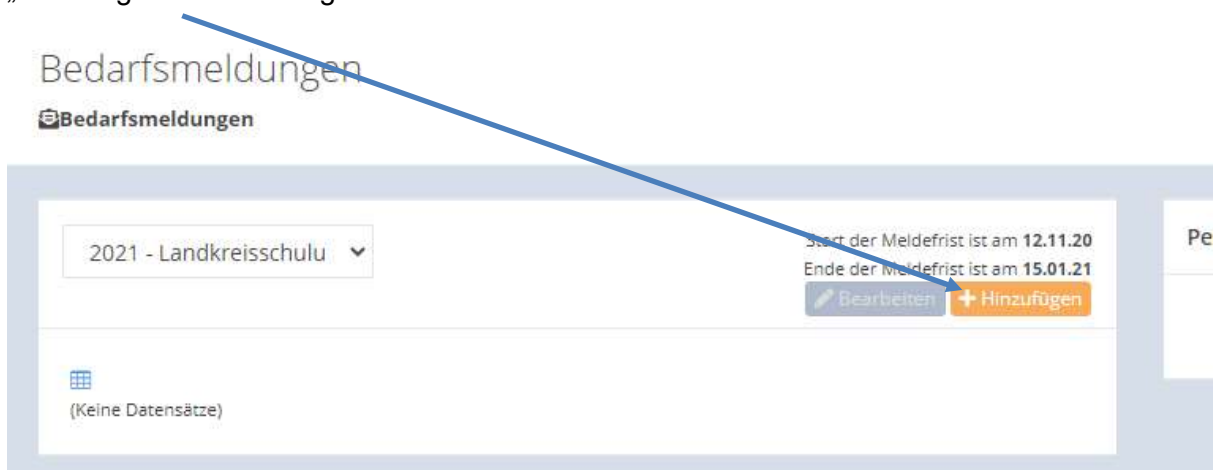 Bedarfsmeldungen
Bedarfsmeldungen
2021 - Landkreisschulu
Start der Meldefrist ist am 12.11.20
Ende der Meldefrist ist am 15.01.21
Bearbeiten + Hinzufügen
Pe
(Keine Datensätze)